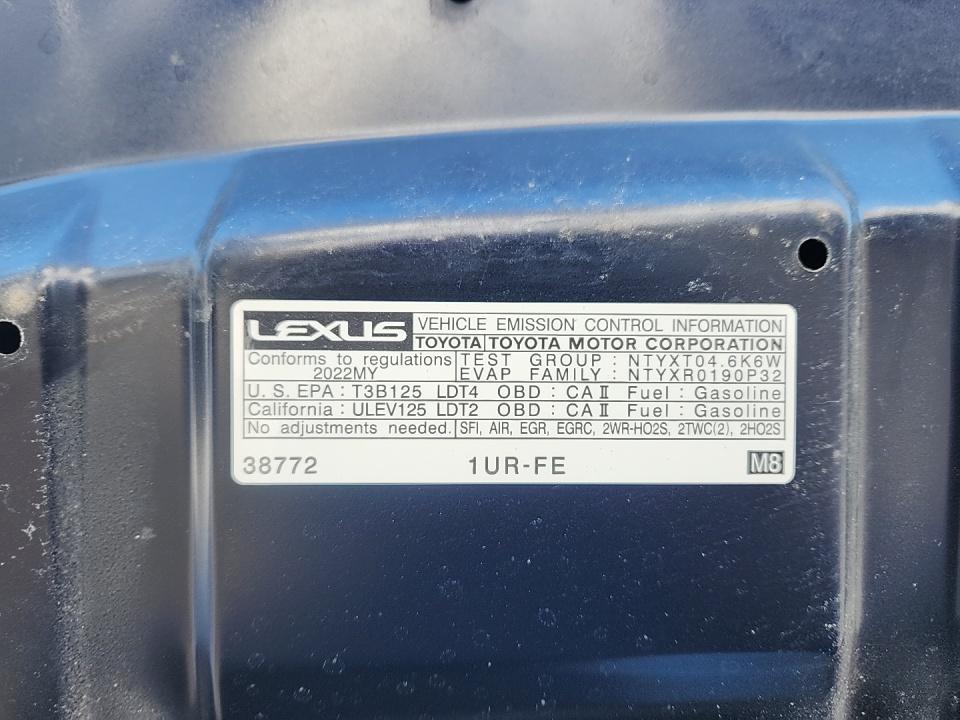 LEXUS VEHICLE EMISSION CONTROL INFORMATION
TOYOTA TOYOTA MOTOR CORPORATION
Conforms to regulations TEST GROUP : NTYXT04.6K6W
2022MY EVAP FAMILY : NTYXR0190P32
U.S. EPA : T3B125 LDT4 OBD : CA II Fuel : Gasoline
California : ULEV125 LDT2 OBD : CA II Fuel : Gasoline
No adjustments needed. SFI, AIR, EGR, EGRC, 2WR-HO2S, 2TWC(2), 2HO2S
38772 1UR-FE M8